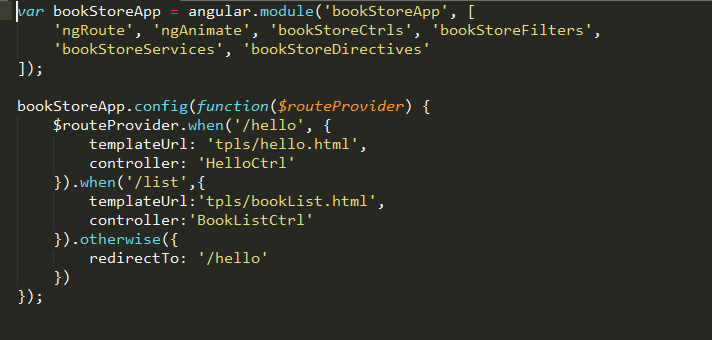 var bookStoreApp = angular.module('bookStoreApp', [
    'ngRoute', 'ngAnimate', 'bookStoreCtrls', 'bookStoreFilters',
    'bookStoreServices', 'bookStoreDirectives'
]);

bookStoreApp.config(function($routeProvider) {
    $routeProvider.when('/hello', {
        templateUrl: 'tpls/hello.html',
        controller: 'HelloCtrl'
    }).when('/list',{
        templateUrl:'tpls/bookList.html',
        controller:'BookListCtrl'
    }).otherwise({
        redirectTo: '/hello'
    })
});